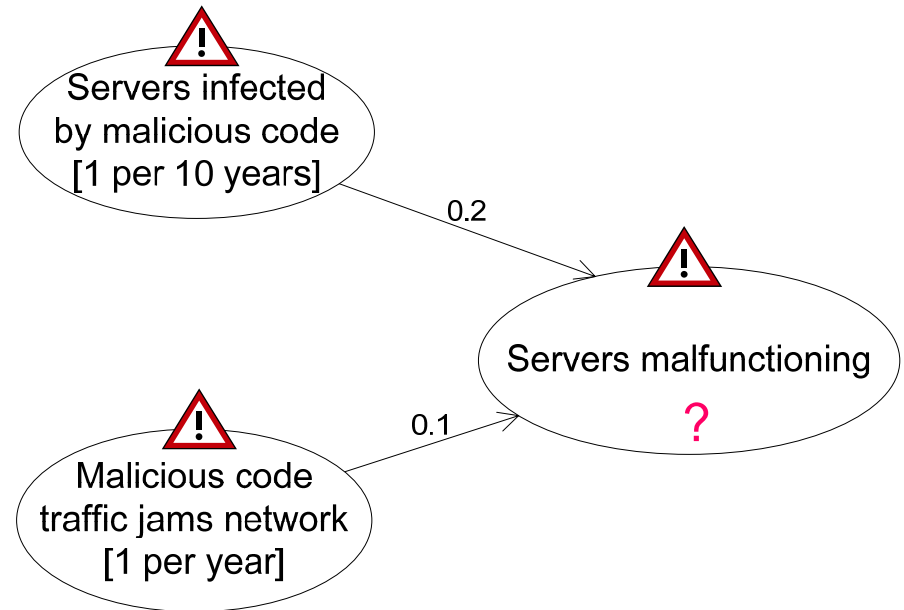 Servers infected
by malicious code
[1 per 10 years]
0.2
Servers malfunctioning
?
0.1
Malicious code
traffic jams network
[1 per year]